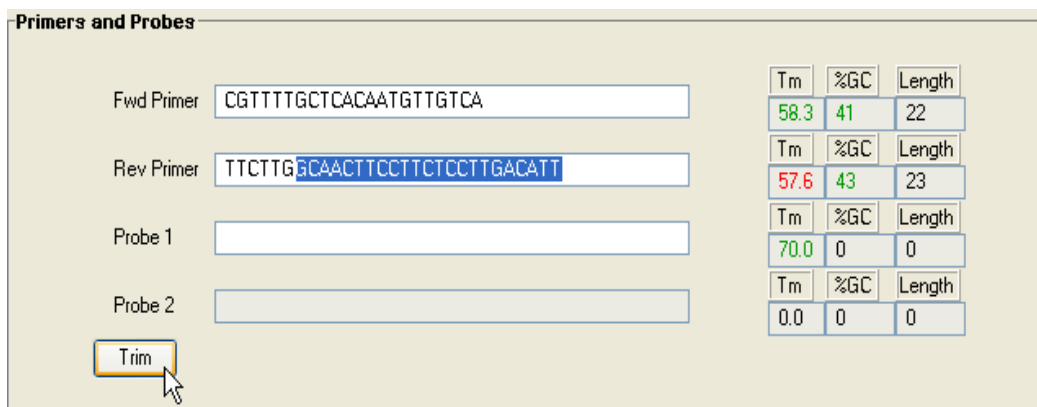 Primers and Probes
Tm %GC Length
Fwd Primer CGTTTTGCTCACAATGTTGTCA 58.3 41 22
Tm %GC Length
Rev Primer TTCTTGGCAACTTCCTTCTCCTTGACATT 57.6 43 23
Tm %GC Length
Probe 1 70.0 0 0
Tm %GC Length
Probe 2 0.0 0 0
Trim